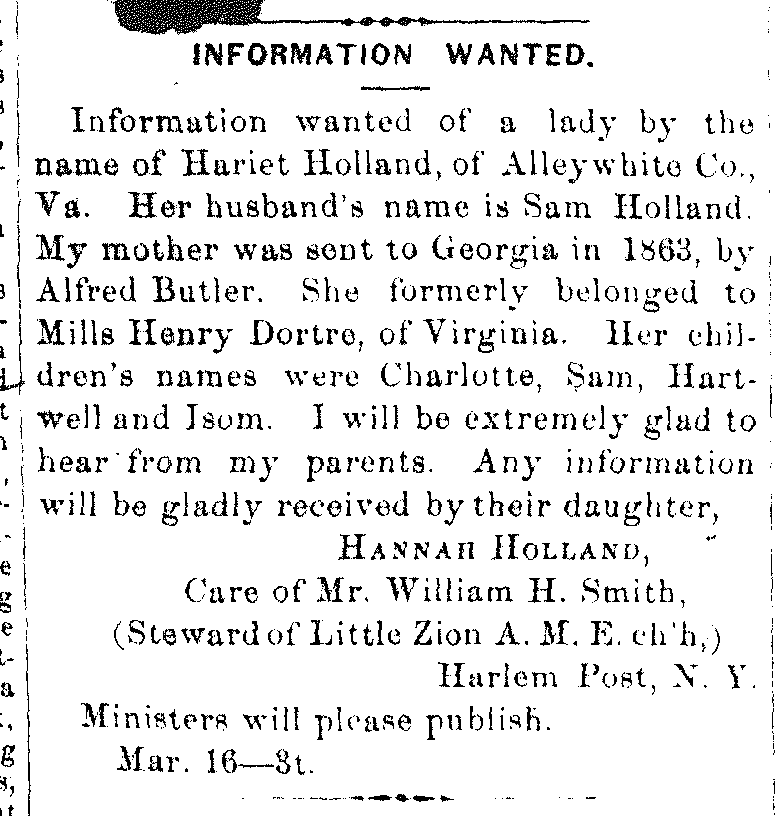 INFORMATION WANTED.
Information wanted of a lady by the
name of Hariet Holland, of Alleywhite Co.,
Va. Her husband's name is Sam Holland.
My mother was sent to Georgia in 1863, by
Alfred Butler. She formerly belonged to
Mills Henry Dortre, of Virginia. Her chil-
dren's names were Charlotte, Sam, Hart-
well and Isom. I will be extremely glad to
hear from my parents. Any information
will be gladly received by their daughter,
HANNAH HOLLAND,
Care of Mr. William H. Smith,
(Steward of Little Zion A. M. E. ch'h,)
Harlem Post, N. Y.
Ministers will please publish.
Mar. 16—3t.